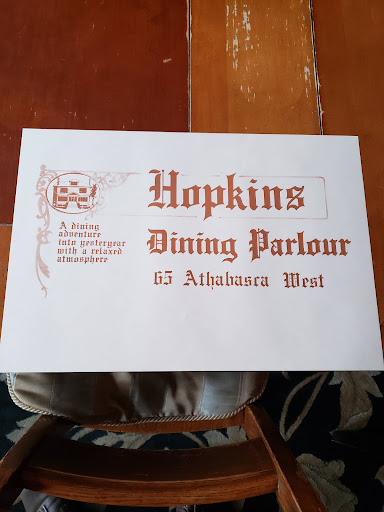 Hopkins
Dining Parlour
65 Athabasca West
A dining
adventure
into yesteryear
with a relaxed
atmosphere